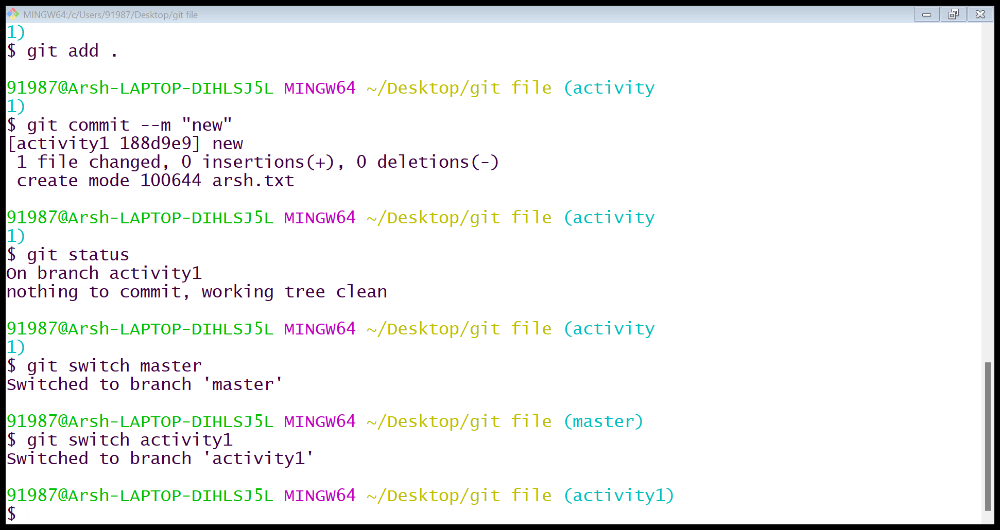 MINGW64:/c/Users/91987/Desktop/git file
1)
$ git add .
91987@Arsh-LAPTOP-DIHLSJ5L MINGW64 ~/Desktop/git file (activity
1)
$ git commit --m "new"
[activity1 188d9e9] new
 1 file changed, 0 insertions(+), 0 deletions(-)
 create mode 100644 arsh.txt
91987@Arsh-LAPTOP-DIHLSJ5L MINGW64 ~/Desktop/git file (activity
1)
$ git status
On branch activity1
nothing to commit, working tree clean
91987@Arsh-LAPTOP-DIHLSJ5L MINGW64 ~/Desktop/git file (activity
1)
$ git switch master
Switched to branch 'master'
91987@Arsh-LAPTOP-DIHLSJ5L MINGW64 ~/Desktop/git file (master)
$ git switch activity1
Switched to branch 'activity1'
91987@Arsh-LAPTOP-DIHLSJ5L MINGW64 ~/Desktop/git file (activity1)
$